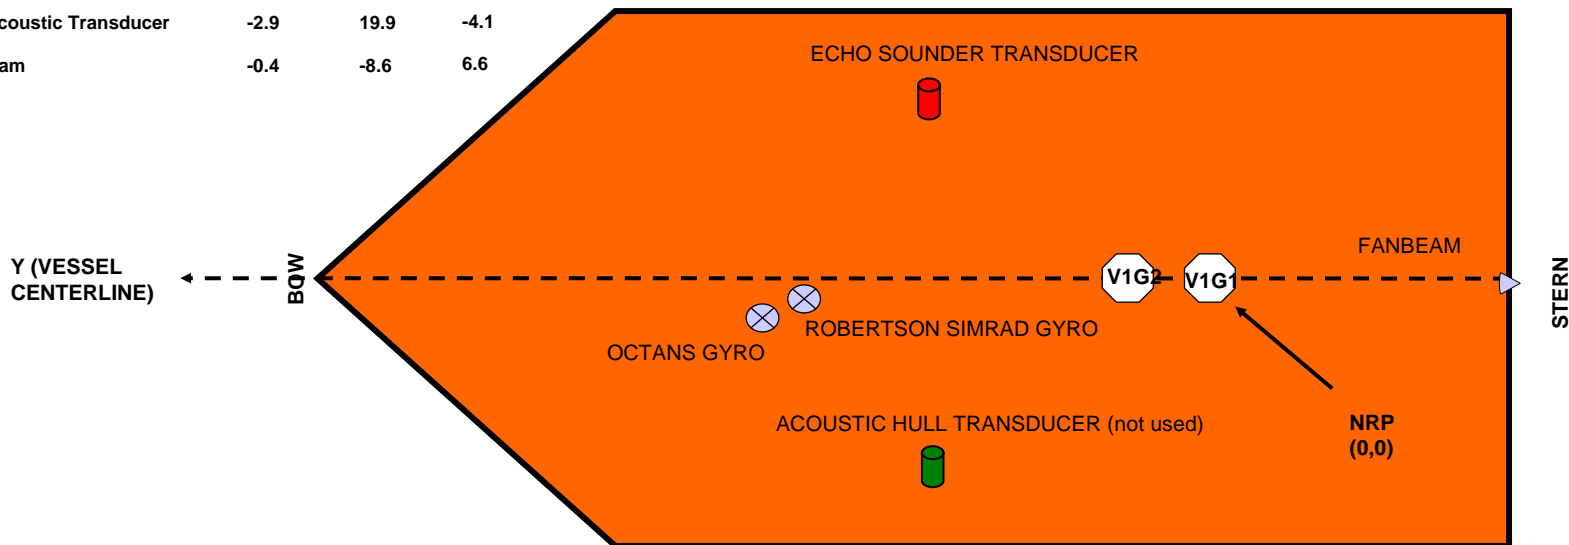 coustic Transducer -2.9 19.9 -4.1
am -0.4 -8.6 6.6
ECHO SOUNDER TRANSDUCER
FANBEAM
Y (VESSEL
CENTERLINE)
BOW
V1G2
V1G1
STERN
ROBERTSON SIMRAD GYRO
OCTANS GYRO
ACOUSTIC HULL TRANSDUCER (not used)
NRP
(0,0)